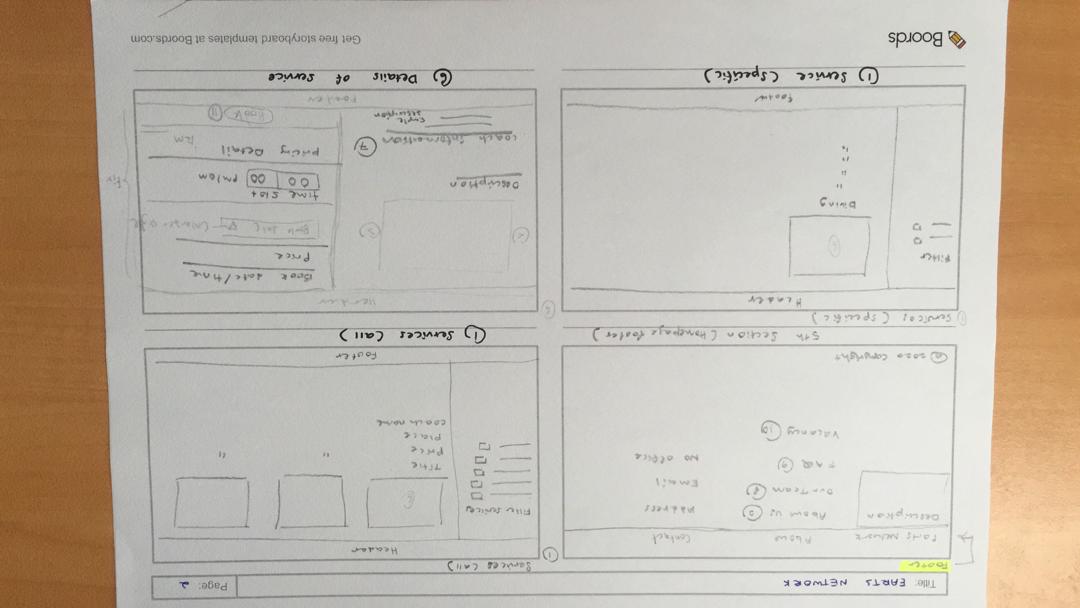 Title: EARTS NETWORK
Page: 2
Footer
Services (all)
Parts Network
About
Contact
Description
About us 2
Our Team 8
FAQ 9
Vacancy 10
Address
Email
No office
© 2020 Copyright
5th Section (Homepage footer)
1
Header
Filter services
6
Title
Price
Place
coach name
"
"
Footer
1 Services (all)
1 Services (specific)
Header
Filter
6
Diving
"
"
"
"
Footer
1 Service (Specific)
6
Header
Description
coach information 7
simple
description
Book date/time
Price
Book date
time slot
00 00 pm/am
pricing Detail
Book 11
Fix
Footer
6 Details of service
Boords
Get free storyboard templates at Boords.com